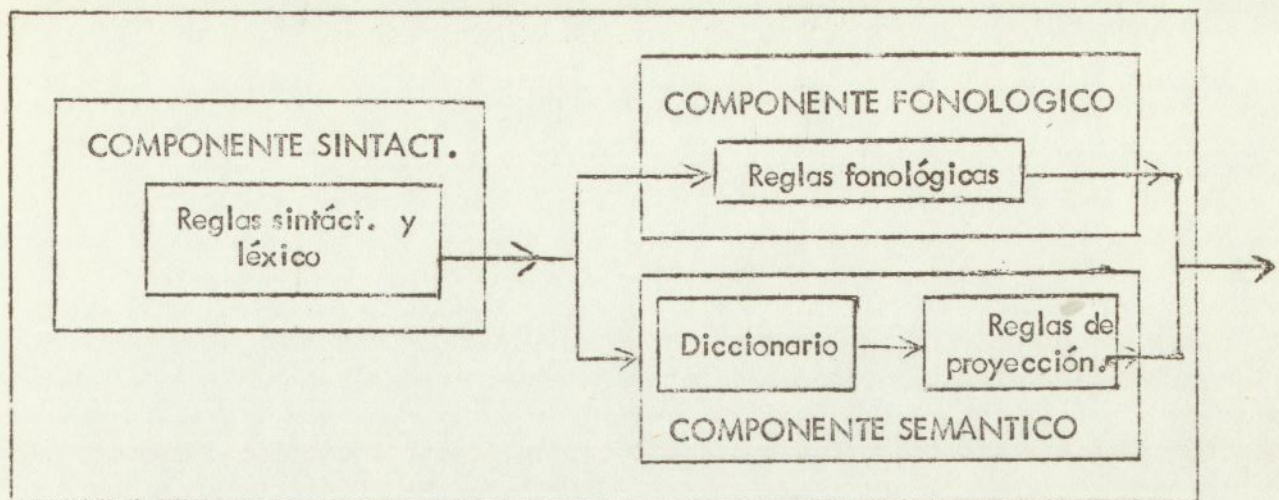 COMPONENTE SINTACT.
Reglas sintáct. y
léxico
COMPONENTE FONOLOGICO
Reglas fonológicas
Diccionario
Reglas de
proyección.
COMPONENTE SEMANTICO